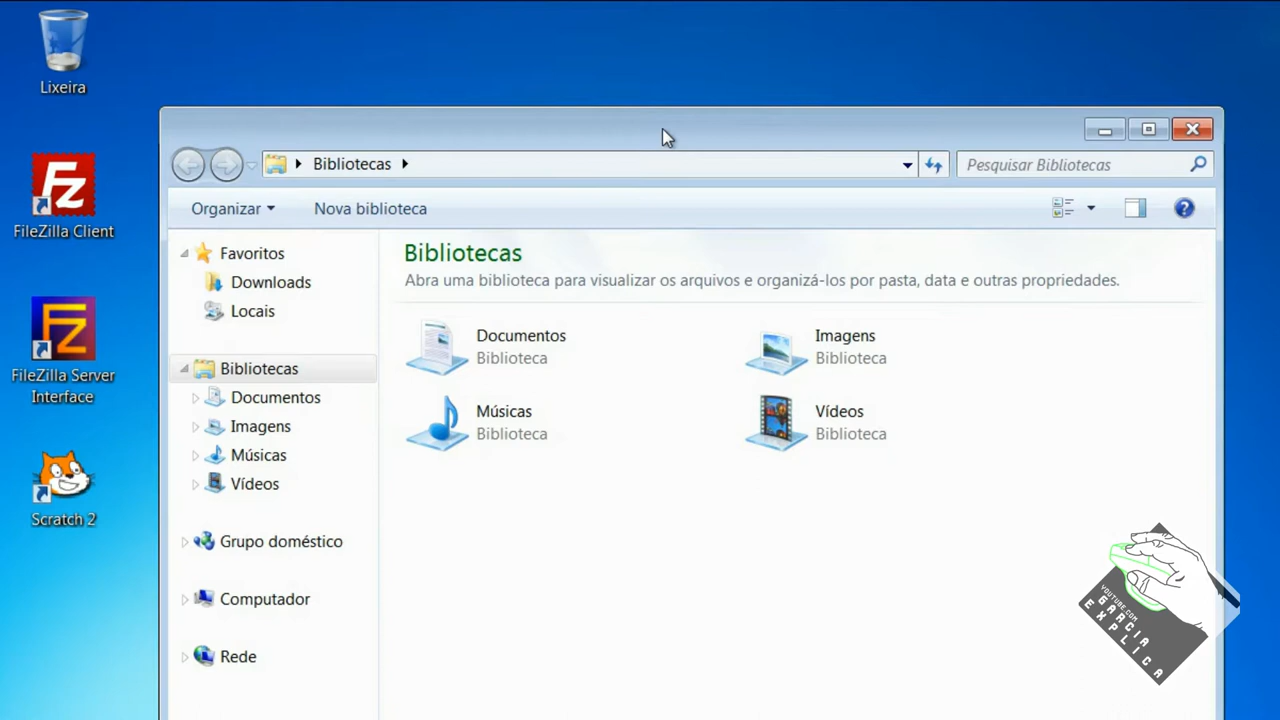 Lixeira
FileZilla Client
FileZilla Server
Interface
Scratch 2
Bibliotecas
Pesquisar Bibliotecas
Organizar
Nova biblioteca
Favoritos
Downloads
Locais
Bibliotecas
Documentos
Imagens
Músicas
Vídeos
Grupo doméstico
Computador
Rede
Bibliotecas
Abra uma biblioteca para visualizar os arquivos e organizá-los por pasta, data e outras propriedades.
Documentos
Biblioteca
Imagens
Biblioteca
Músicas
Biblioteca
Vídeos
Biblioteca
YOUTUBE.COM
GARCIA
EXPLICA